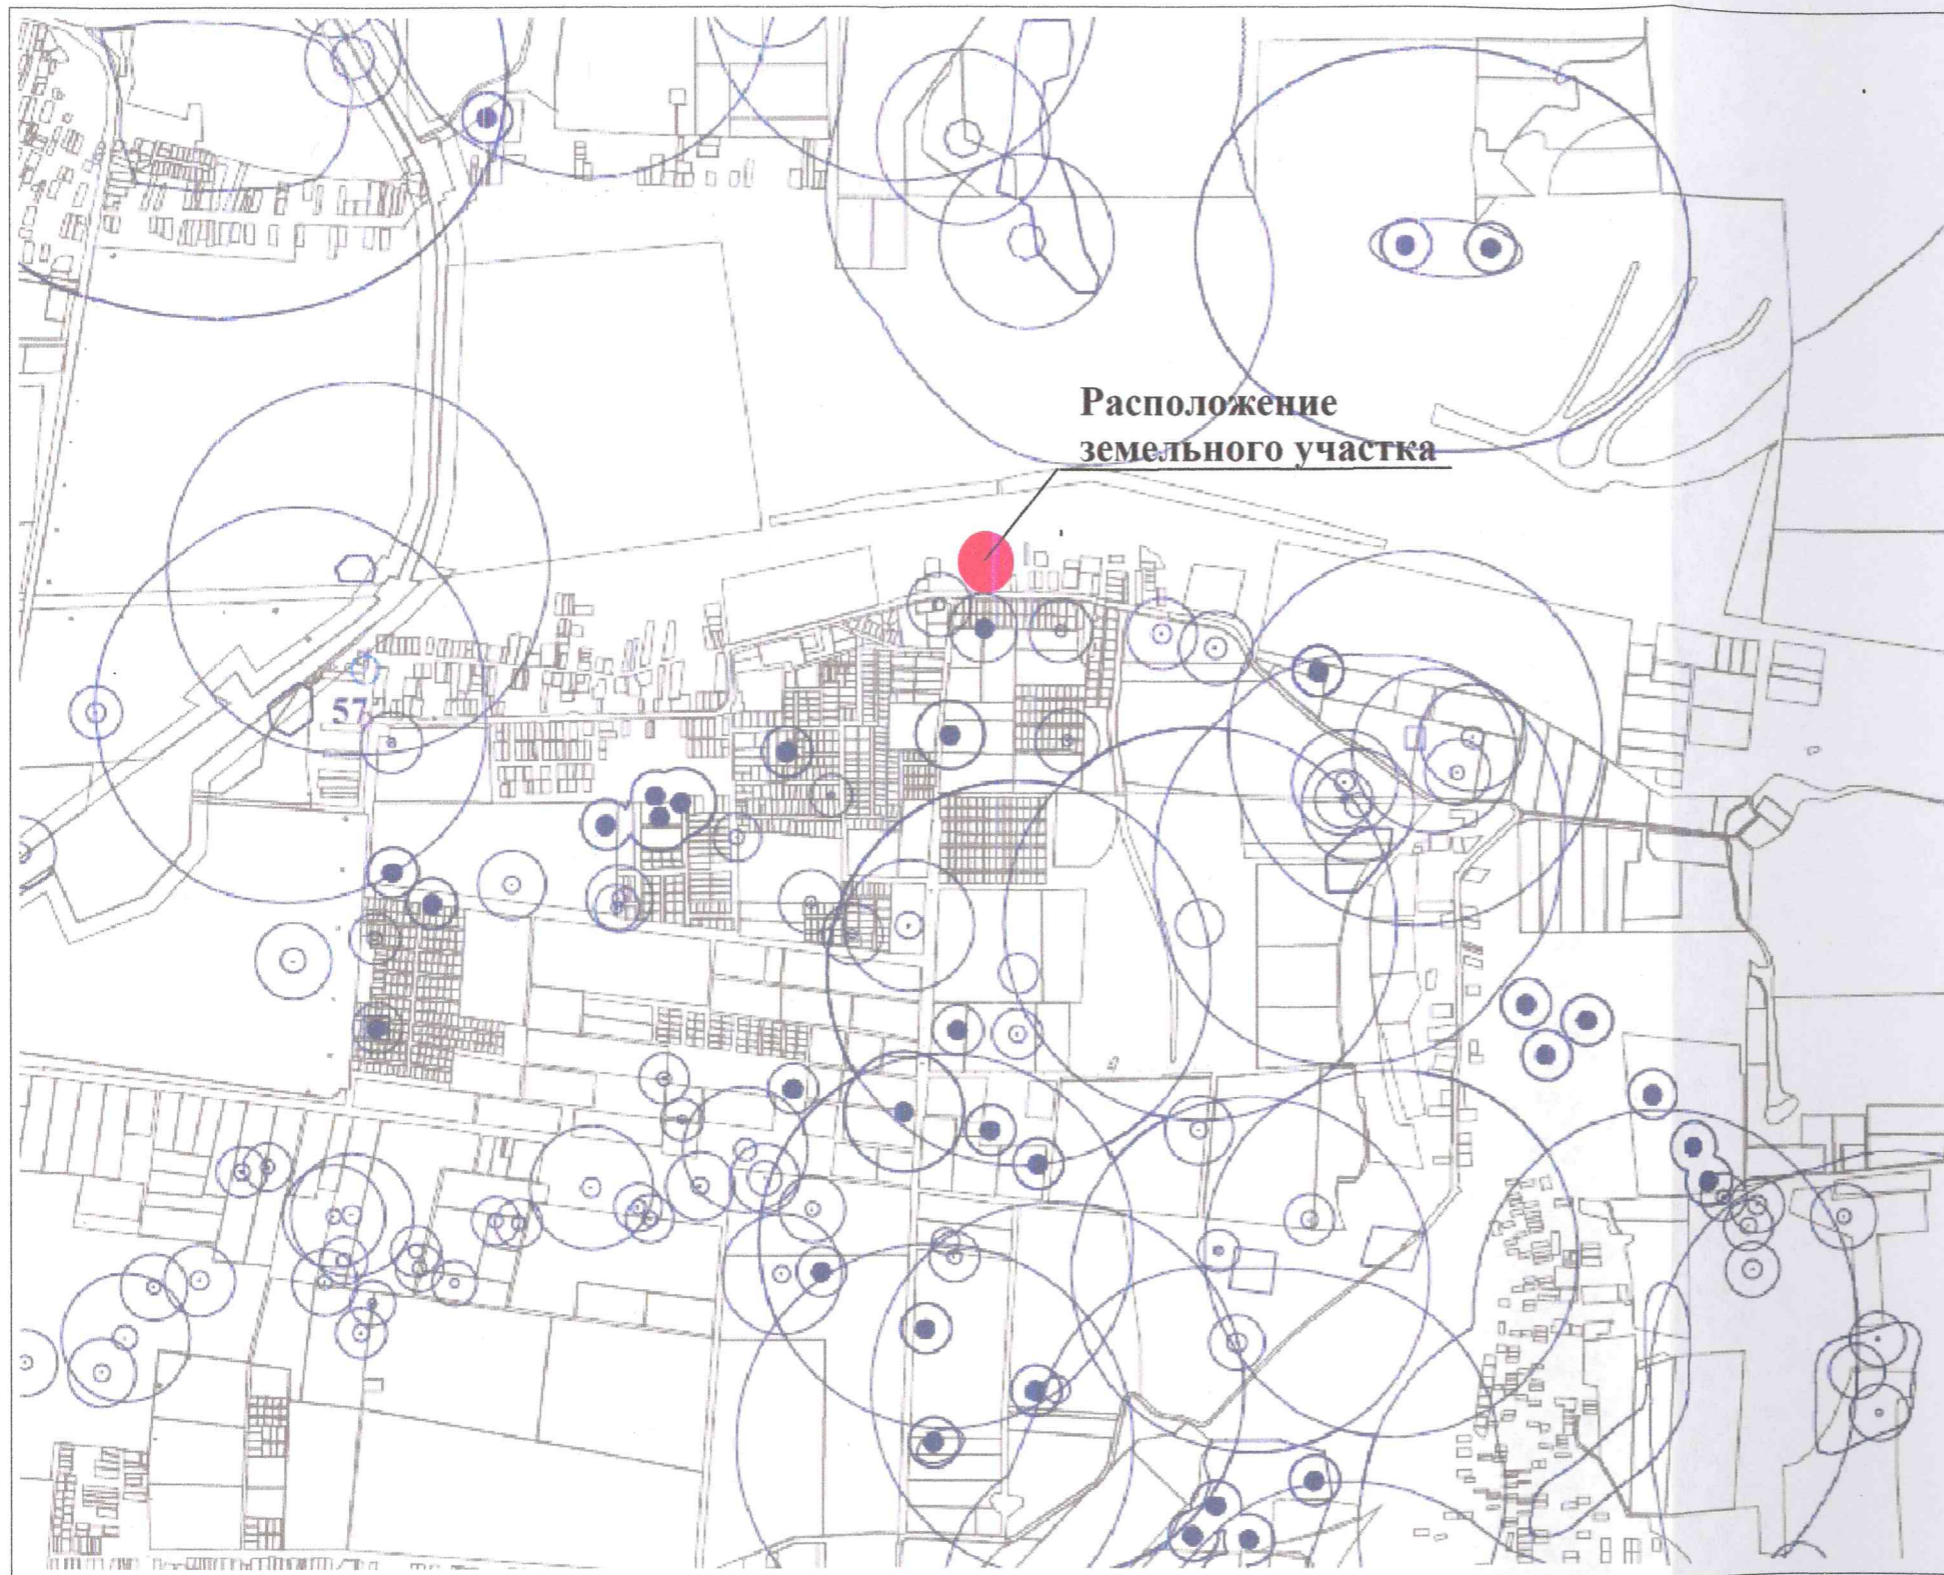 Расположение
земельного участка
57